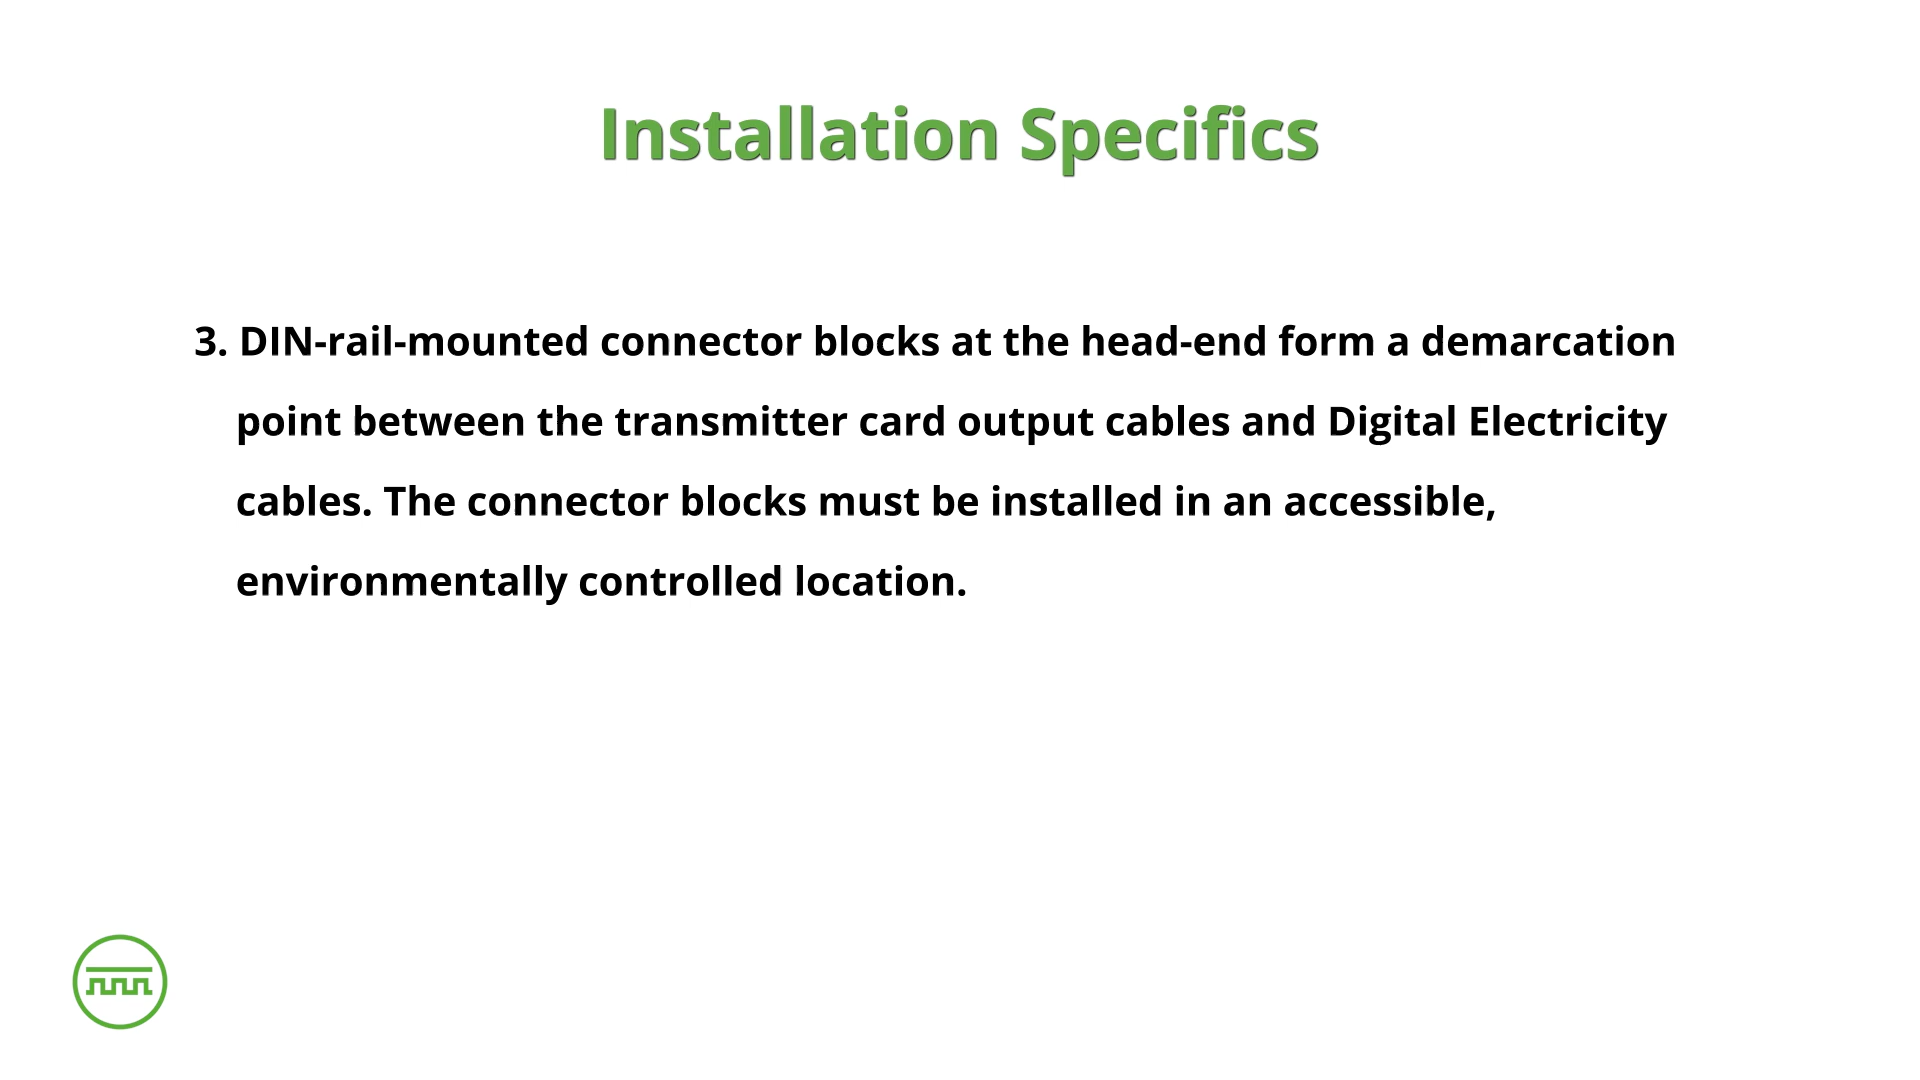 Installation Specifics
3. DIN-rail-mounted connector blocks at the head-end form a demarcation
point between the transmitter card output cables and Digital Electricity
cables. The connector blocks must be installed in an accessible,
environmentally controlled location.